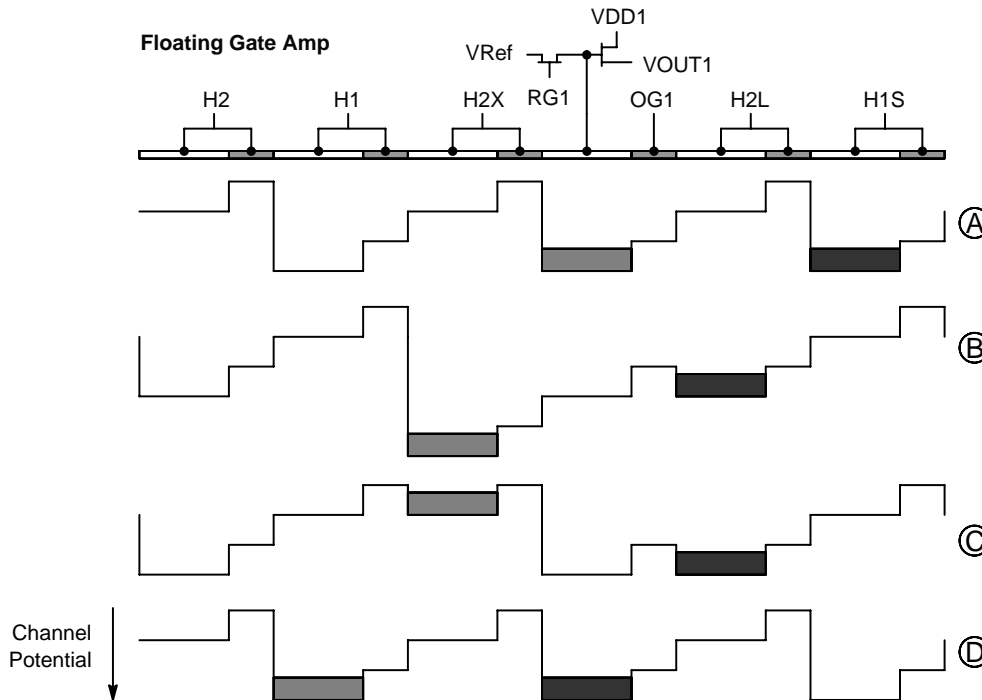 VDD1
Floating Gate Amp
VRef
VOUT1
RG1
H2
H1
H2X
OG1
H2L
H1S
A
B
C
D
Channel
Potential